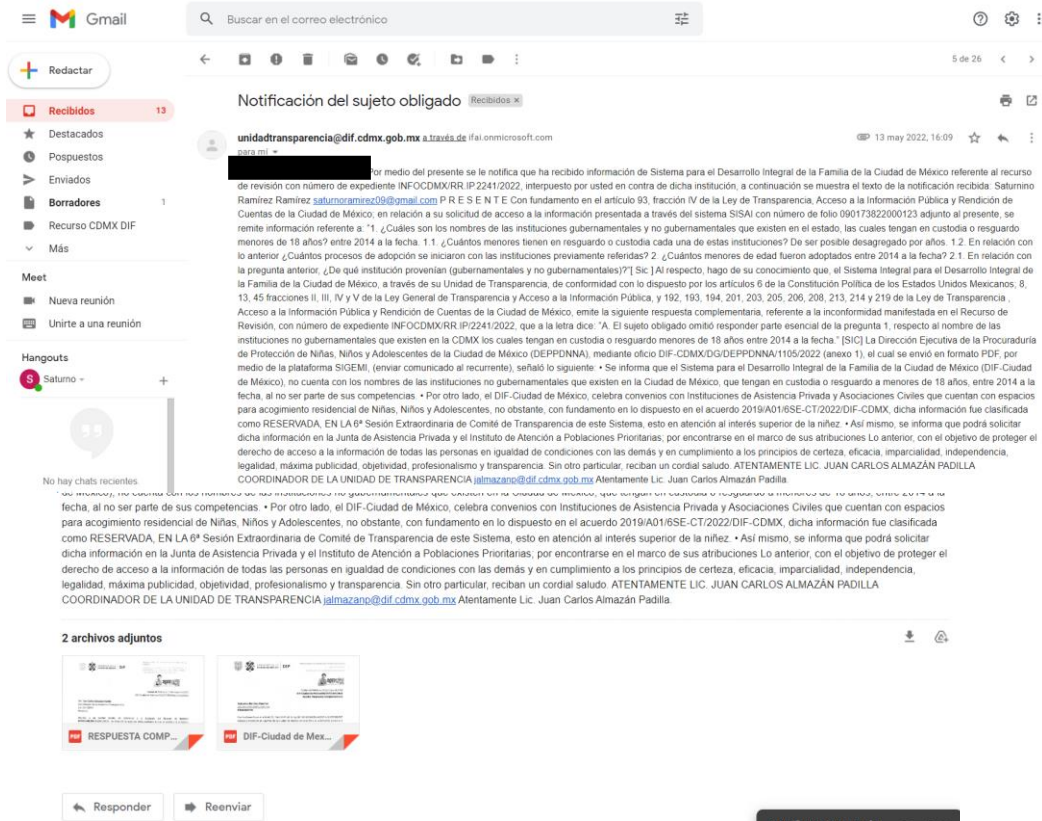 Gmail
Buscar en el correo electrónico
Redactar
5 de 26
Recibidos 13
Destacados
Pospuestos
Enviados
Borradores 1
Recurso CDMX DIF
Más
Meet
Nueva reunión
Unirte a una reunión
Hangouts
S Saturno
No hay chats recientes
Notificación del sujeto obligado Recibidos x
unidadtransparencia@dif.cdmx.gob.mx a través de ifai.onmicrosoft.com
13 may 2022, 16:09
para mí
Por medio del presente se le notifica que ha recibido información de Sistema para el Desarrollo Integral de la Familia de la Ciudad de México referente al recurso
de revisión con número de expediente INFOCDMX/RR.IP.2241/2022, interpuesto por usted en contra de dicha institución, a continuación se muestra el texto de la notificación recibida: Saturnino
Ramírez Ramírez saturnoramirez09@gmail.com P R E S E N T E Con fundamento en el artículo 93, fracción IV de la Ley de Transparencia, Acceso a la Información Pública y Rendición de
Cuentas de la Ciudad de México; en relación a su solicitud de acceso a la información presentada a través del sistema SISAI con número de folio 090173822000123 adjunto al presente, se
remite información referente a: "1. ¿Cuáles son los nombres de las instituciones gubernamentales y no gubernamentales que existen en el estado, las cuales tengan en custodia o resguardo
menores de 18 años? entre 2014 a la fecha. 1.1. ¿Cuántos menores tienen en resguardo o custodia cada una de estas instituciones? De ser posible desagregado por años. 1.2. En relación con
lo anterior ¿Cuántos procesos de adopción se iniciaron con las instituciones previamente referidas? 2. ¿Cuántos menores de edad fueron adoptados entre 2014 a la fecha? 2.1. En relación con
la pregunta anterior, ¿De qué institución provenían (gubernamentales y no gubernamentales)?"[ Sic ] Al respecto, hago de su conocimiento que, el Sistema Integral para el Desarrollo Integral de
la Familia de la Ciudad de México, a través de su Unidad de Transparencia, de conformidad con lo dispuesto por los artículos 6 de la Constitución Política de los Estados Unidos Mexicanos; 8,
13, 45 fracciones II, III, IV y V de la Ley General de Transparencia y Acceso a la Información Pública, y 192, 193, 194, 201, 203, 205, 206, 208, 213, 214 y 219 de la Ley de Transparencia ,
Acceso a la Información Pública y Rendición de Cuentas de la Ciudad de México, emite la siguiente respuesta complementaria, referente a la inconformidad manifestada en el Recurso de
Revisión, con número de expediente INFOCDMX/RR.IP/2241/2022, que a la letra dice: "A. El sujeto obligado omitió responder parte esencial de la pregunta 1, respecto al nombre de las
instituciones no gubernamentales que existen en la CDMX los cuales tengan en custodia o resguardo menores de 18 años entre 2014 a la fecha." [SIC] La Dirección Ejecutiva de la Procuraduría
de Protección de Niñas, Niños y Adolescentes de la Ciudad de México (DEPPDNNA), mediante oficio DIF-CDMX/DG/DEPPDNNA/1105/2022 (anexo 1), el cual se envió en formato PDF, por
medio de la plataforma SIGEMI, (enviar comunicado al recurrente), señaló lo siguiente: • Se informa que el Sistema para el Desarrollo Integral de la Familia de la Ciudad de México (DIF-Ciudad
de México), no cuenta con los nombres de las instituciones no gubernamentales que existen en la Ciudad de México, que tengan en custodia o resguardo a menores de 18 años, entre 2014 a la
fecha, al no ser parte de sus competencias. • Por otro lado, el DIF-Ciudad de México, celebra convenios con Instituciones de Asistencia Privada y Asociaciones Civiles que cuentan con espacios
para acogimiento residencial de Niñas, Niños y Adolescentes, no obstante, con fundamento en lo dispuesto en el acuerdo 2019/A01/6SE-CT/2022/DIF-CDMX, dicha información fue clasificada
como RESERVADA, EN LA 6ª Sesión Extraordinaria de Comité de Transparencia de este Sistema, esto en atención al interés superior de la niñez. • Así mismo, se informa que podrá solicitar
dicha información en la Junta de Asistencia Privada y el Instituto de Atención a Poblaciones Prioritarias; por encontrarse en el marco de sus atribuciones Lo anterior, con el objetivo de proteger el
derecho de acceso a la información de todas las personas en igualdad de condiciones con las demás y en cumplimiento a los principios de certeza, eficacia, imparcialidad, independencia,
legalidad, máxima publicidad, objetividad, profesionalismo y transparencia. Sin otro particular, reciban un cordial saludo. ATENTAMENTE LIC. JUAN CARLOS ALMAZÁN PADILLA
COORDINADOR DE LA UNIDAD DE TRANSPARENCIA jalmazanp@dif.cdmx.gob.mx Atentamente Lic. Juan Carlos Almazán Padilla.
de México), no cuenta con los nombres de las instituciones no gubernamentales que existen en la Ciudad de México, que tengan en custodia o resguardo a menores de 18 años, entre 2014 a la
fecha, al no ser parte de sus competencias. • Por otro lado, el DIF-Ciudad de México, celebra convenios con Instituciones de Asistencia Privada y Asociaciones Civiles que cuentan con espacios
para acogimiento residencial de Niñas, Niños y Adolescentes, no obstante, con fundamento en lo dispuesto en el acuerdo 2019/A01/6SE-CT/2022/DIF-CDMX, dicha información fue clasificada
como RESERVADA, EN LA 6ª Sesión Extraordinaria de Comité de Transparencia de este Sistema, esto en atención al interés superior de la niñez. • Así mismo, se informa que podrá solicitar
dicha información en la Junta de Asistencia Privada y el Instituto de Atención a Poblaciones Prioritarias; por encontrarse en el marco de sus atribuciones Lo anterior, con el objetivo de proteger el
derecho de acceso a la información de todas las personas en igualdad de condiciones con las demás y en cumplimiento a los principios de certeza, eficacia, imparcialidad, independencia,
legalidad, máxima publicidad, objetividad, profesionalismo y transparencia. Sin otro particular, reciban un cordial saludo. ATENTAMENTE LIC. JUAN CARLOS ALMAZÁN PADILLA
COORDINADOR DE LA UNIDAD DE TRANSPARENCIA jalmazanp@dif.cdmx.gob.mx Atentamente Lic. Juan Carlos Almazán Padilla.
2 archivos adjuntos
PDF RESPUESTA COMP...
PDF DIF-Ciudad de Mex...
Responder
Reenviar